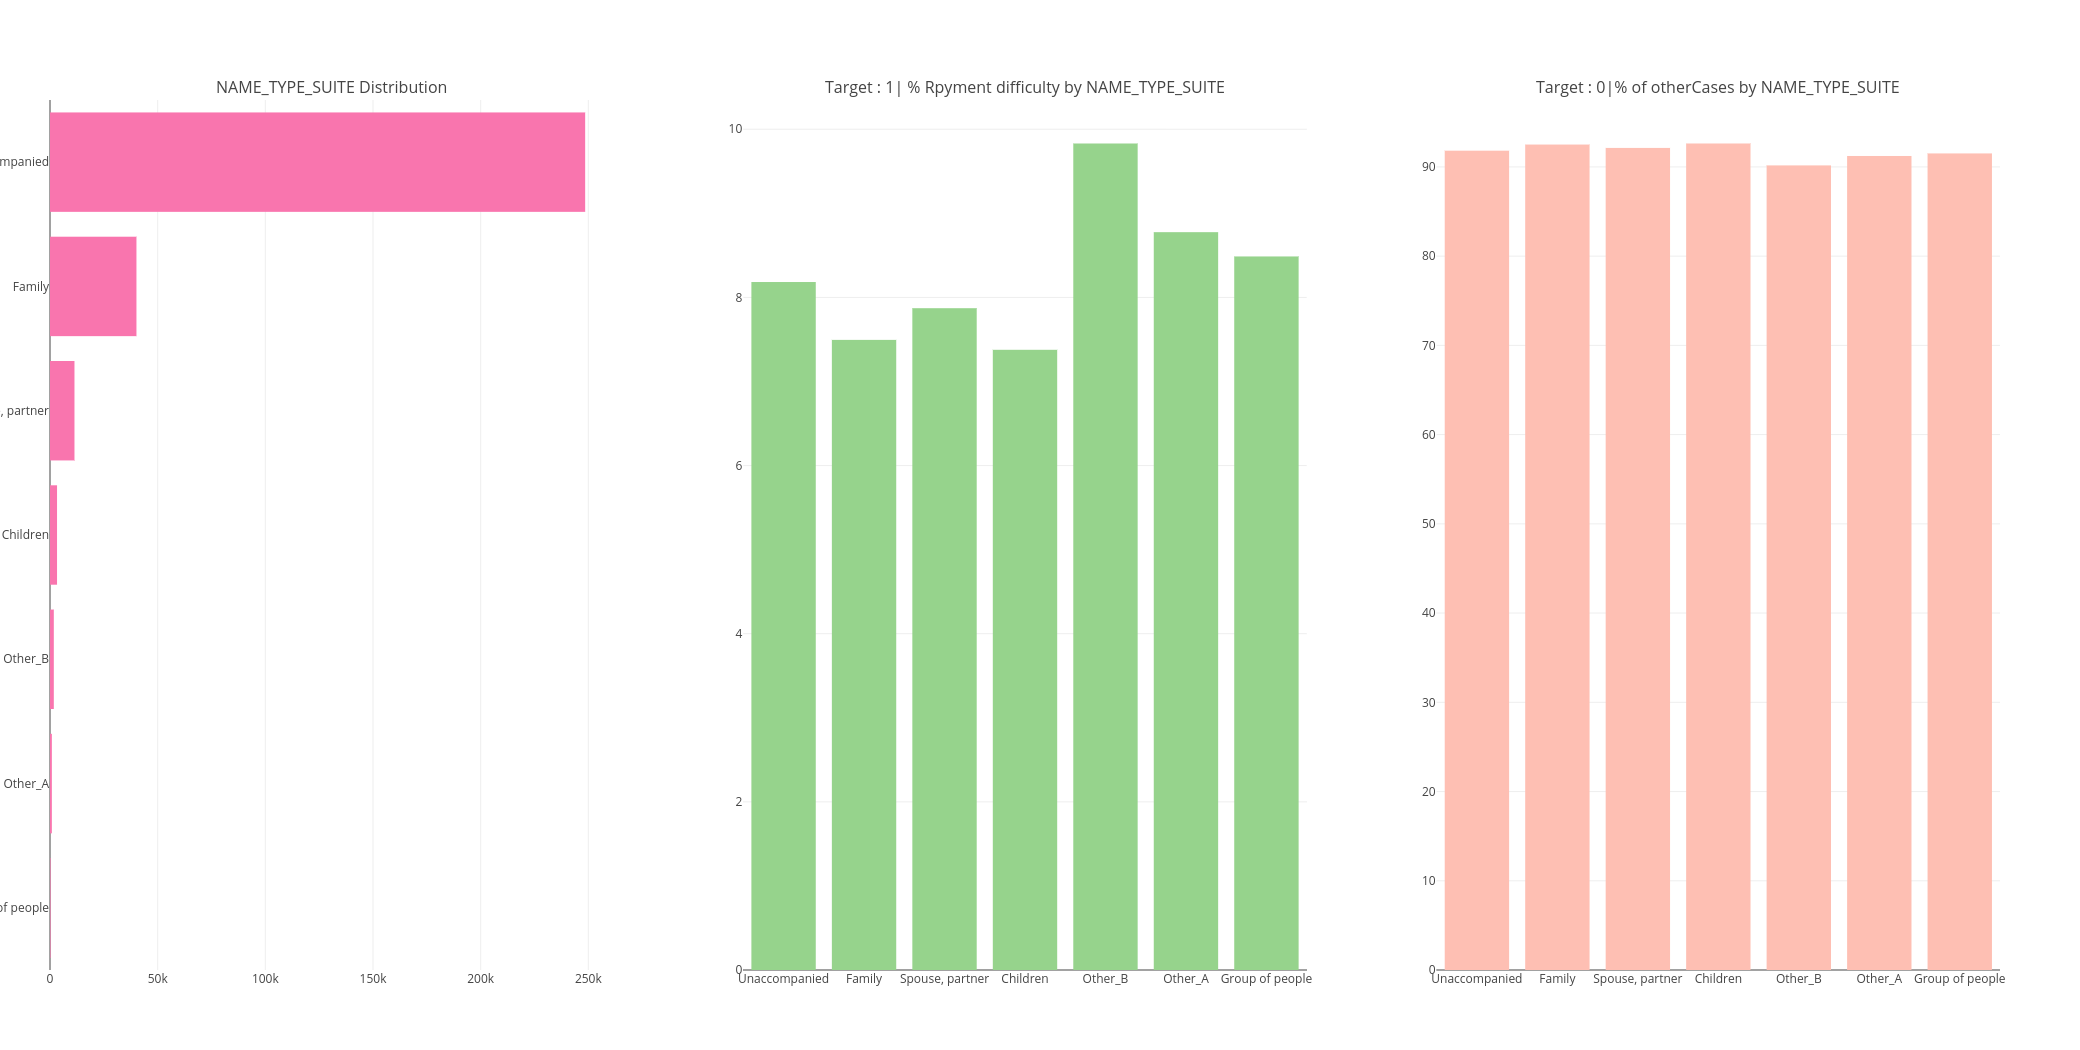 NAME_TYPE_SUITE Distribution
mpanied
Family
, partner
Children
Other_B
Other_A
of people
0 50k 100k 150k 200k 250k
Target : 1| % Rpyment difficulty by NAME_TYPE_SUITE
10
8
6
4
2
0
Unaccompanied Family Spouse, partner Children Other_B Other_A Group of people
Target : 0|% of otherCases by NAME_TYPE_SUITE
90
80
70
60
50
40
30
20
10
0
Unaccompanied Family Spouse, partner Children Other_B Other_A Group of people